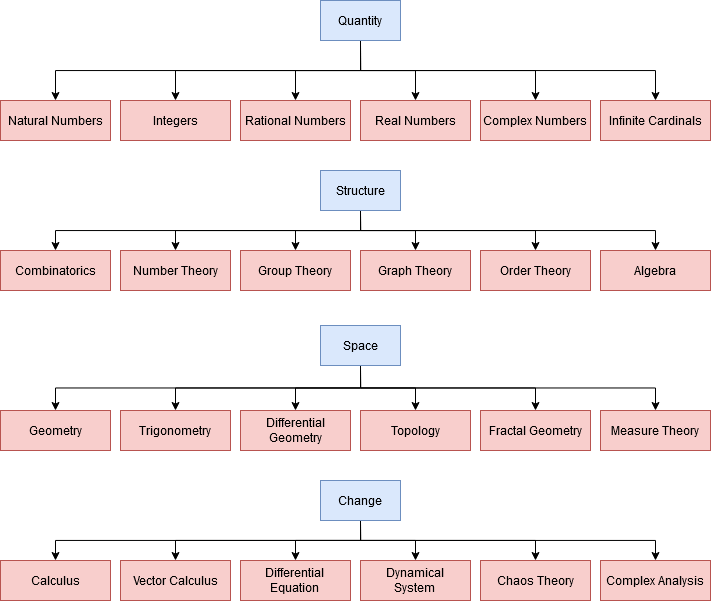 Quantity
Natural Numbers
Integers
Rational Numbers
Real Numbers
Complex Numbers
Infinite Cardinals
Structure
Combinatorics
Number Theory
Group Theory
Graph Theory
Order Theory
Algebra
Space
Geometry
Trigonometry
Differential
Geometry
Topology
Fractal Geometry
Measure Theory
Change
Calculus
Vector Calculus
Differential
Equation
Dynamical
System
Chaos Theory
Complex Analysis